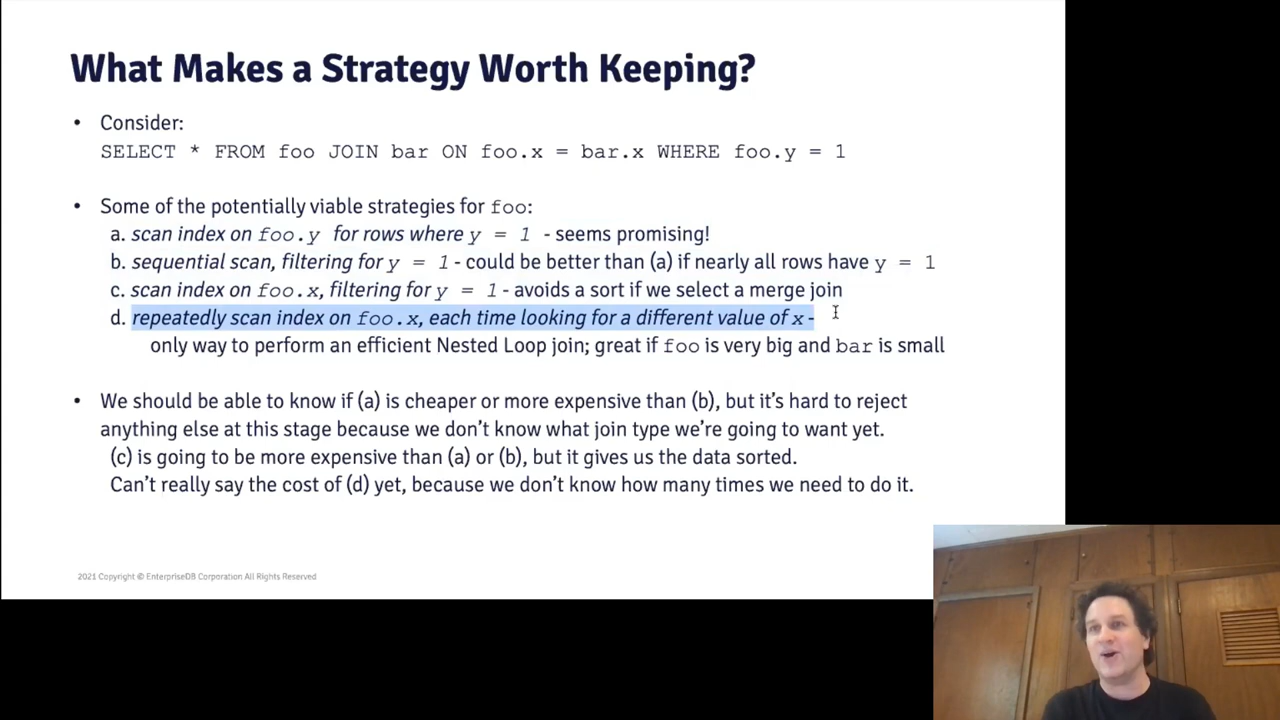 What Makes a Strategy Worth Keeping?
• Consider:
SELECT * FROM foo JOIN bar ON foo.x = bar.x WHERE foo.y = 1
• Some of the potentially viable strategies for foo:
a. scan index on foo.y for rows where y = 1 - seems promising!
b. sequential scan, filtering for y = 1 - could be better than (a) if nearly all rows have y = 1
c. scan index on foo.x, filtering for y = 1 - avoids a sort if we select a merge join
d. repeatedly scan index on foo.x, each time looking for a different value of x -
only way to perform an efficient Nested Loop join; great if foo is very big and bar is small
• We should be able to know if (a) is cheaper or more expensive than (b), but it's hard to reject
anything else at this stage because we don't know what join type we're going to want yet.
(c) is going to be more expensive than (a) or (b), but it gives us the data sorted.
Can't really say the cost of (d) yet, because we don't know how many times we need to do it.
2021 Copyright © EnterpriseDB Corporation All Rights Reserved